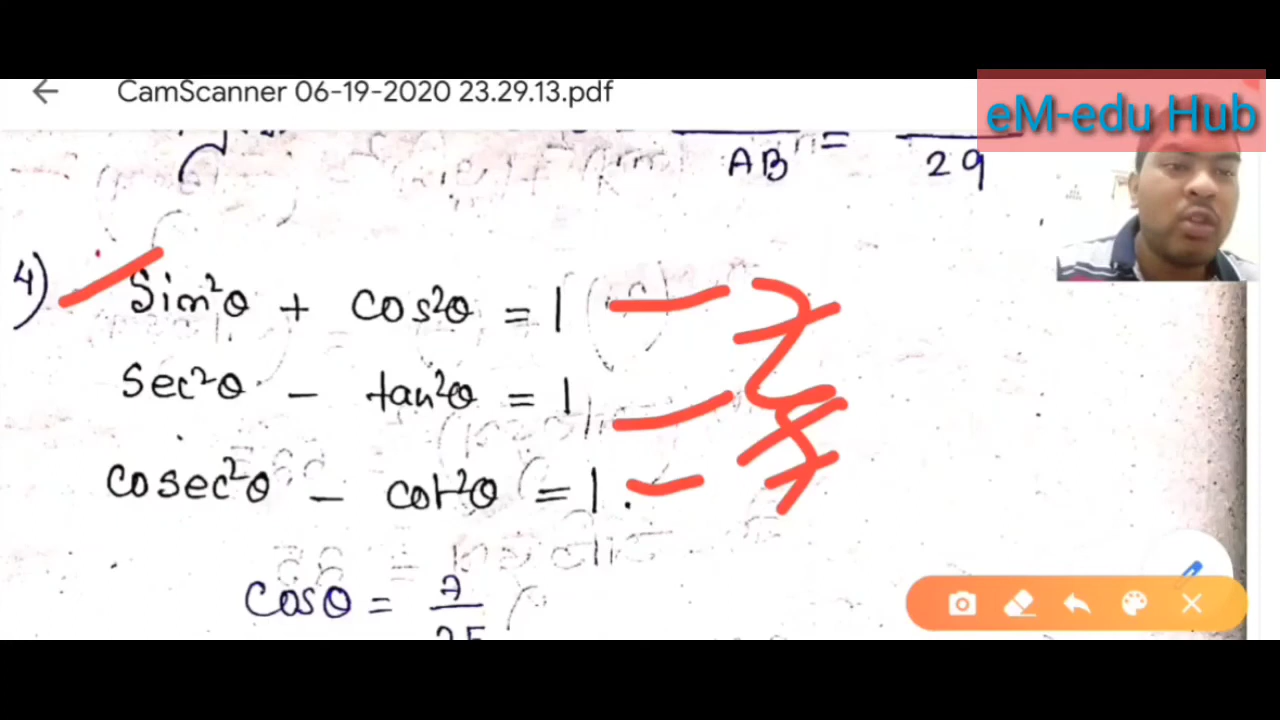 CamScanner 06-19-2020 23.29.13.pdf
eM-edu Hub
AB = 29
4) Sin²θ + cos²θ = 1
Sec²θ - tan²θ = 1
cosec²θ - cot²θ = 1.
cosθ = 7